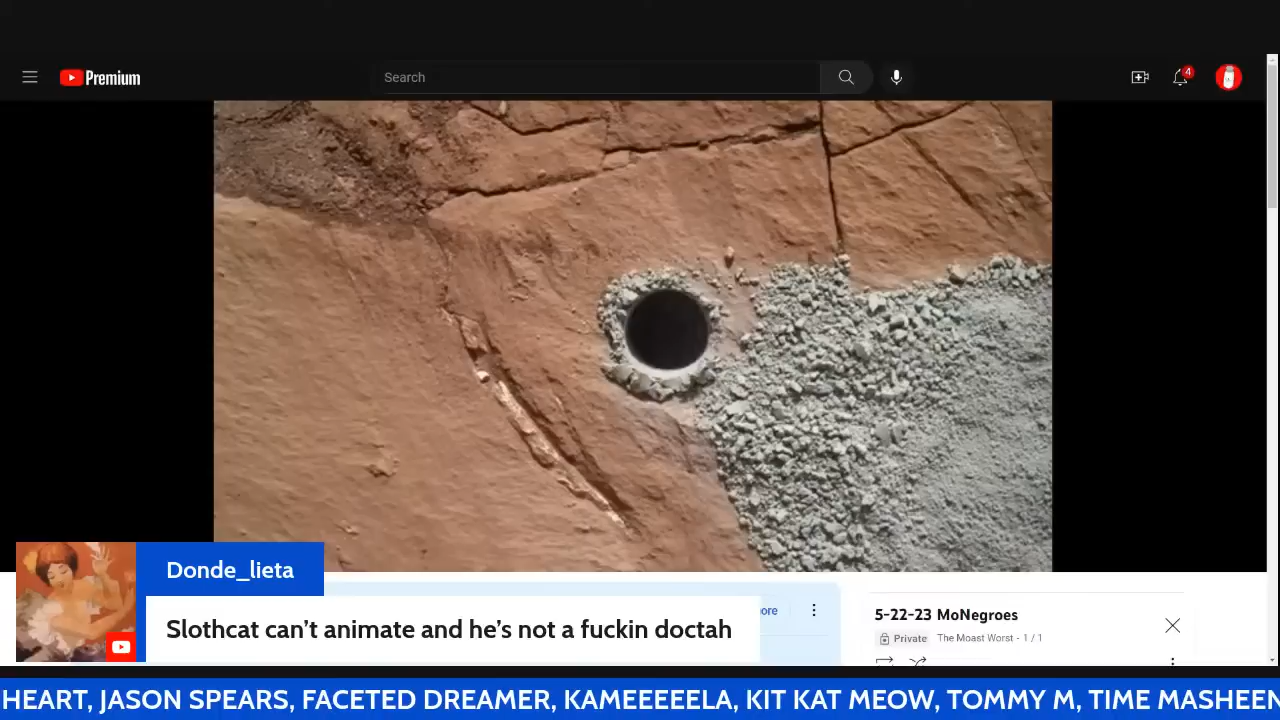 Premium
Search
4
Donde_lieta
Slothcat can't animate and he's not a fuckin doctah
ore
5-22-23 MoNegroes
Private The Moast Worst - 1 / 1
HEART, JASON SPEARS, FACETED DREAMER, KAMEEEEELA, KIT KAT MEOW, TOMMY M, TIME MASHEEN